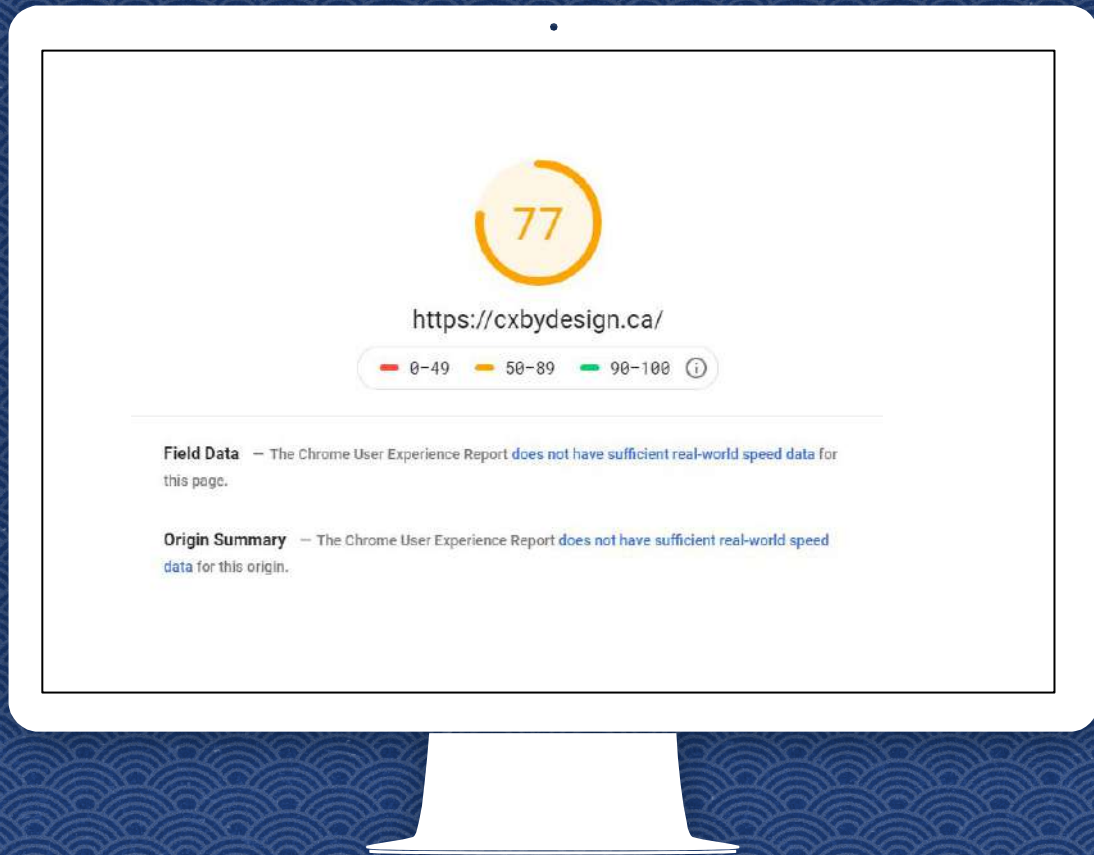 77
https://cxbydesign.ca/
0-49 50-89 90-100
Field Data — The Chrome User Experience Report does not have sufficient real-world speed data for
this page.
Origin Summary — The Chrome User Experience Report does not have sufficient real-world speed
data for this origin.